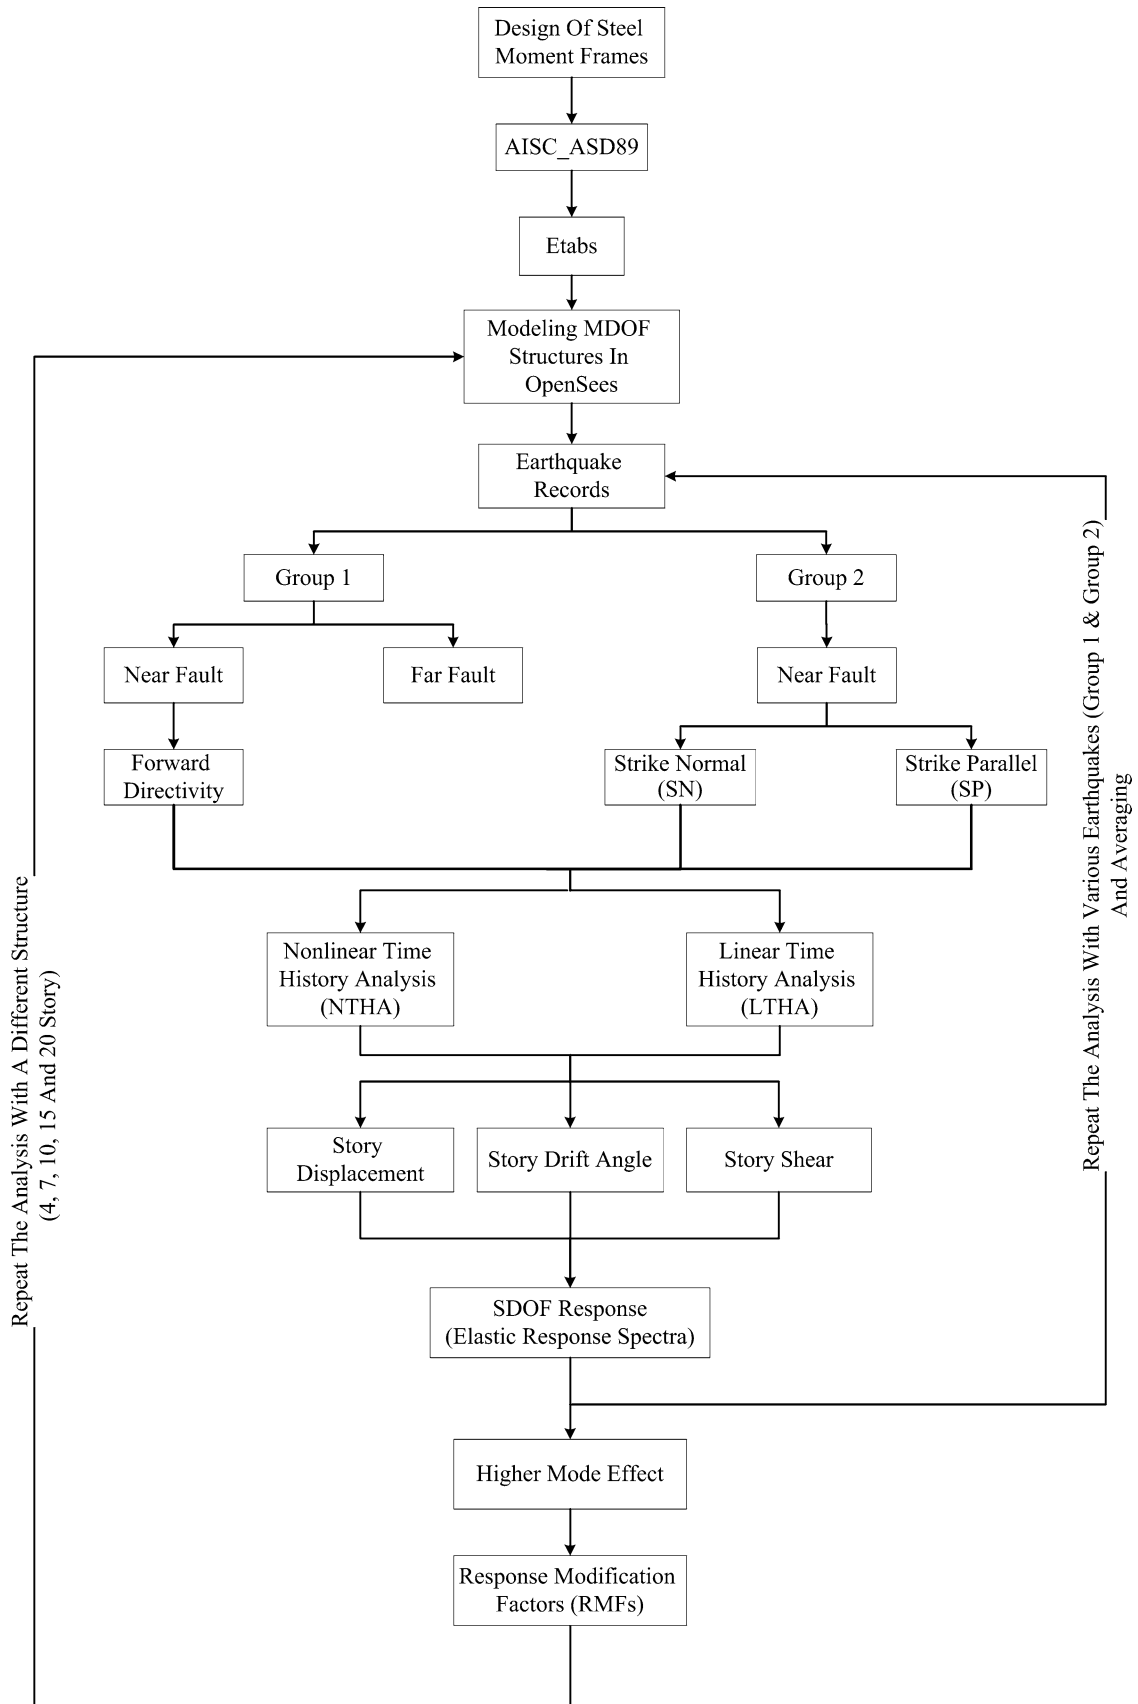 Design Of Steel
Moment Frames
AISC_ASD89
Etabs
Modeling MDOF
Structures In
OpenSees
Earthquake
Records
Group 1
Group 2
Near Fault
Far Fault
Near Fault
Forward
Directivity
Strike Normal
(SN)
Strike Parallel
(SP)
Nonlinear Time
History Analysis
(NTHA)
Linear Time
History Analysis
(LTHA)
Story
Displacement
Story Drift Angle
Story Shear
SDOF Response
(Elastic Response Spectra)
Higher Mode Effect
Response Modification
Factors (RMFs)
Repeat The Analysis With A Different Structure
(4, 7, 10, 15 And 20 Story)
Repeat The Analysis With Various Earthquakes (Group 1 & Group 2)
And Averaging